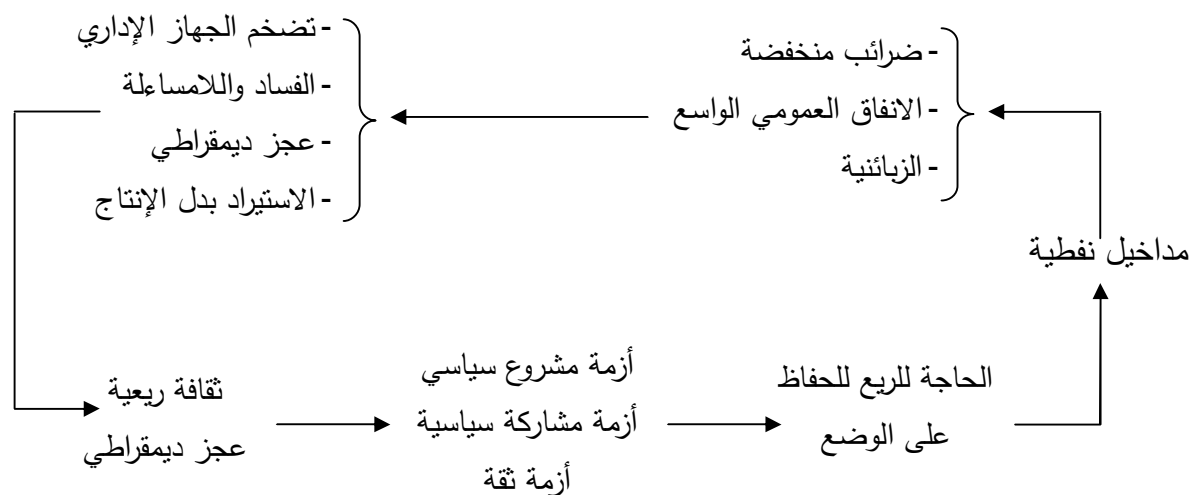 - ضرائب منخفضة
- الانفاق العمومي الواسع
- الزبائنية
- تضخم الجهاز الإداري
- الفساد واللامساءلة
- عجز ديمقراطي
- الاستيراد بدل الإنتاج
مداخيل نفطية
ثقافة ريعية
عجز ديمقراطي
أزمة مشروع سياسي
أزمة مشاركة سياسية
أزمة ثقة
الحاجة للريع للحفاظ
على الوضع